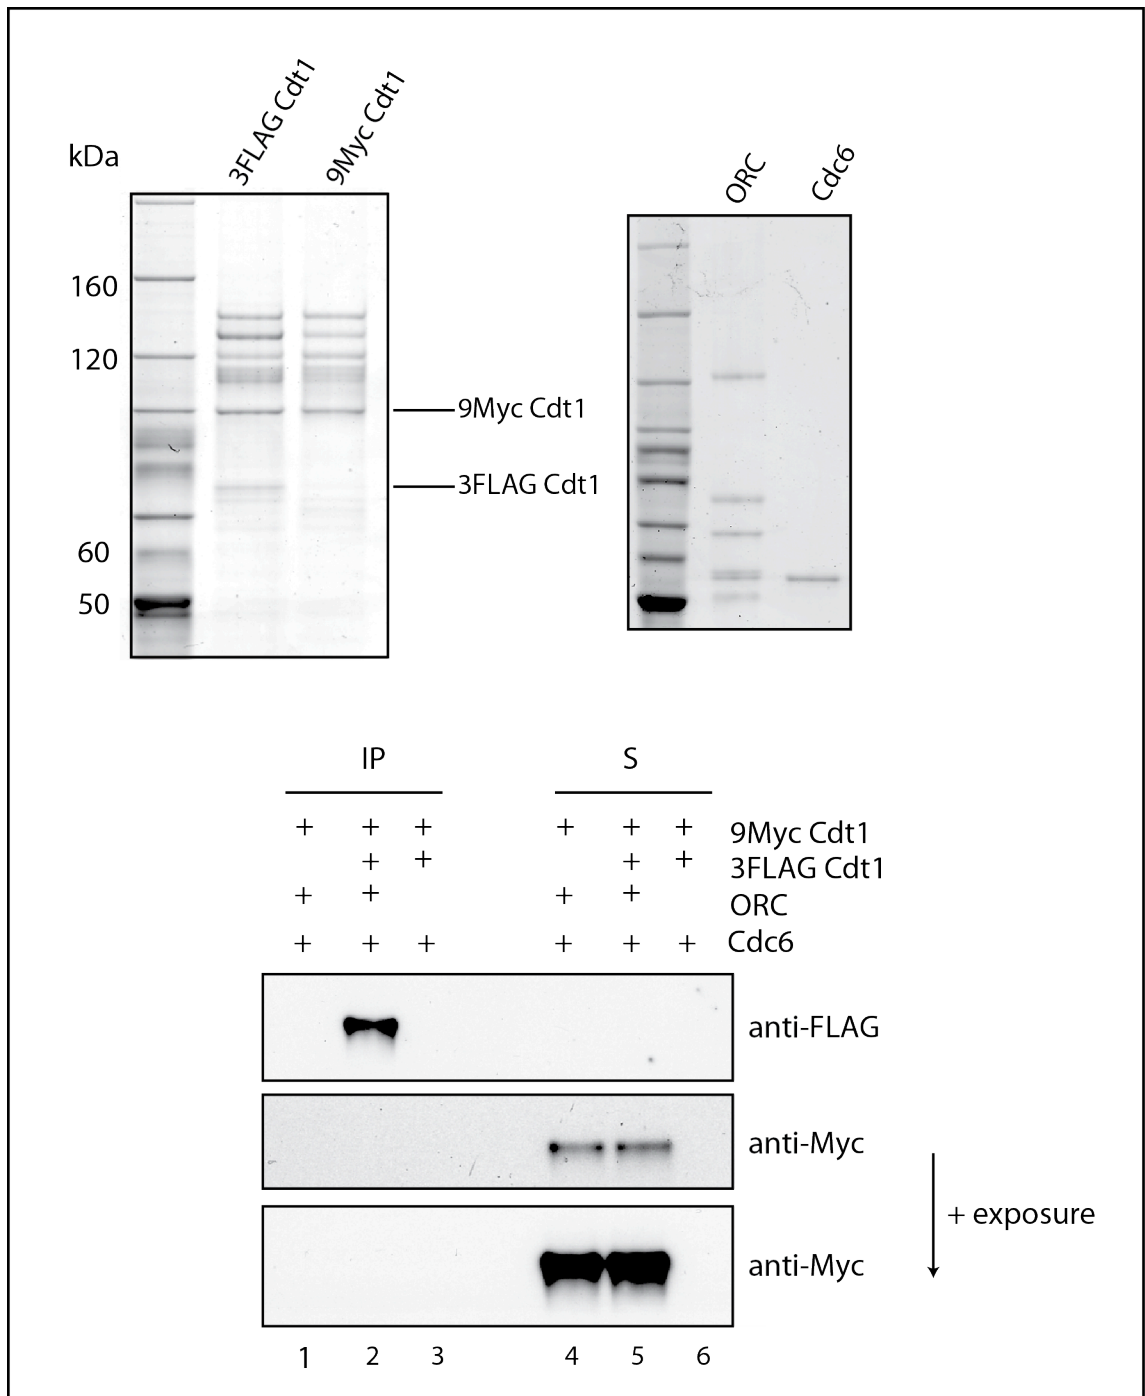 3FLAG Cdt1
9Myc Cdt1
kDa
160
120
60
50
9Myc Cdt1
3FLAG Cdt1
ORC
Cdc6
IP
S
+ + + + + + 9Myc Cdt1
+ + + + 3FLAG Cdt1
+ + + + ORC
+ + + + + + Cdc6
anti-FLAG
anti-Myc
+ exposure
anti-Myc
1 2 3 4 5 6